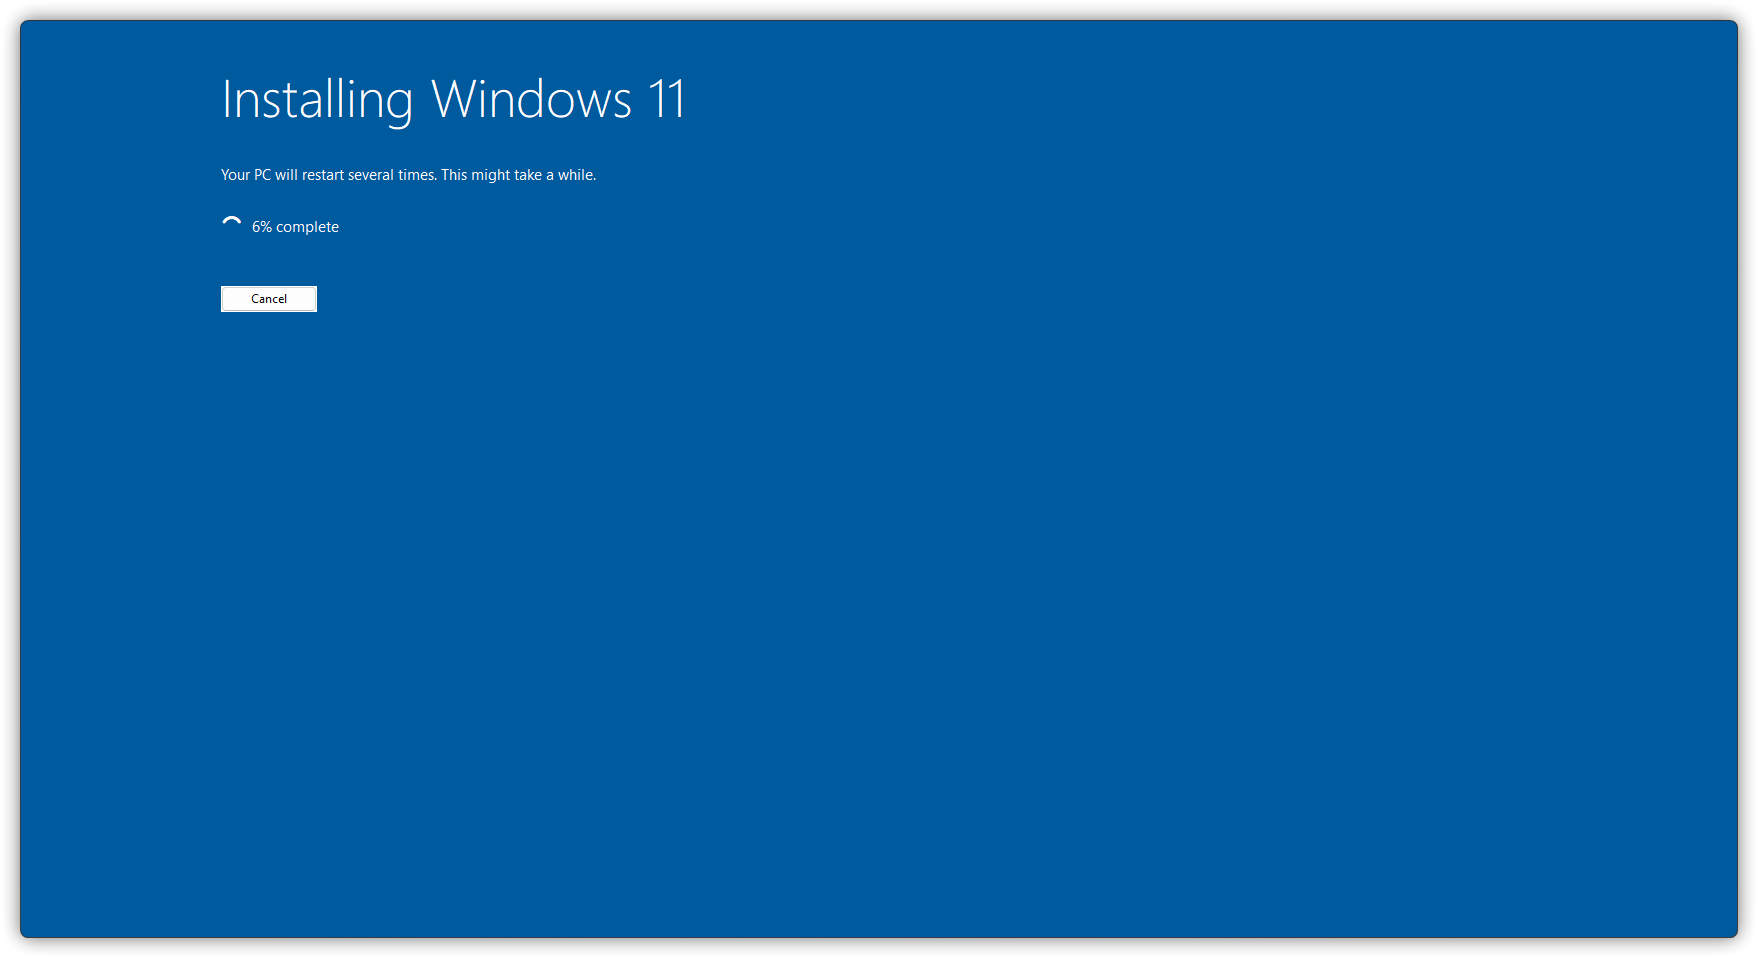 Installing Windows 11
Your PC will restart several times. This might take a while.
6% complete
Cancel